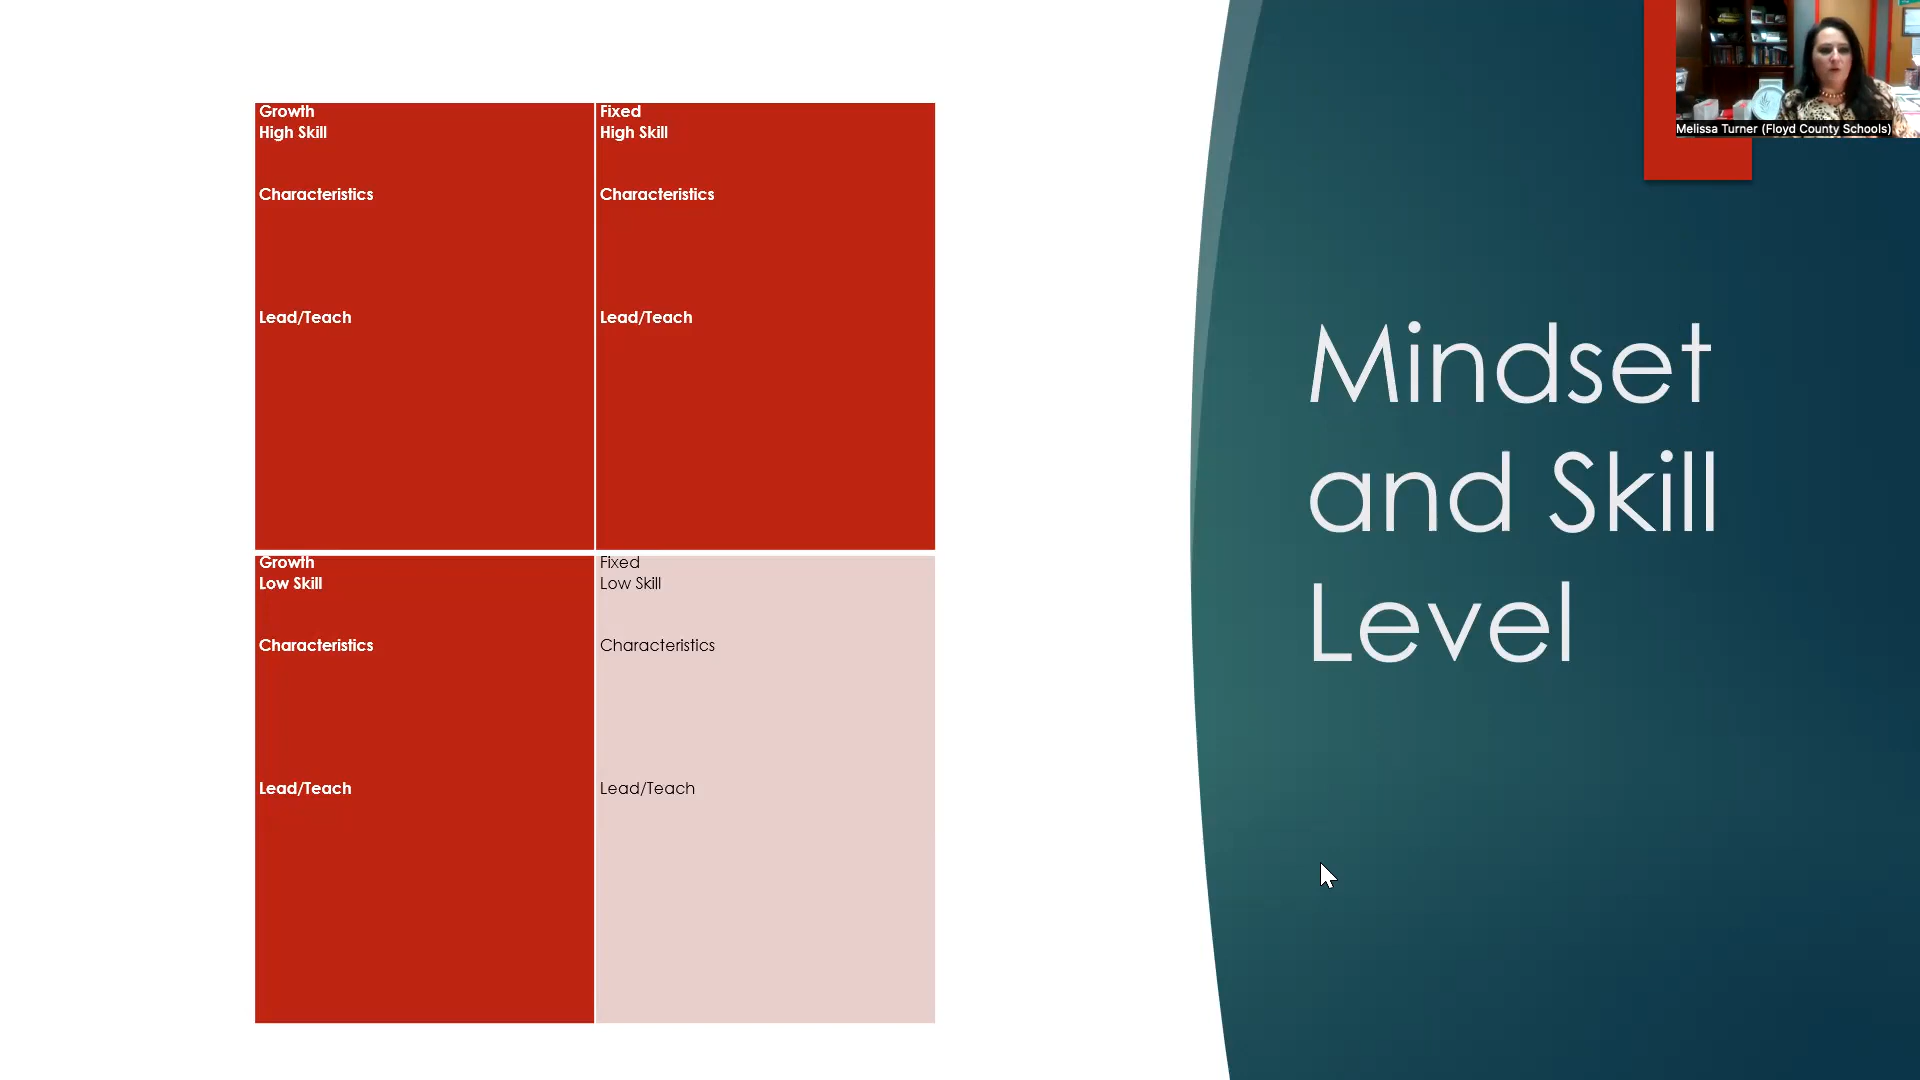 Growth
High Skill
Characteristics
Lead/Teach
Fixed
High Skill
Characteristics
Lead/Teach
Growth
Low Skill
Characteristics
Lead/Teach
Fixed
Low Skill
Characteristics
Lead/Teach
Mindset
and Skill
Level
Melissa Turner (Floyd County Schools)